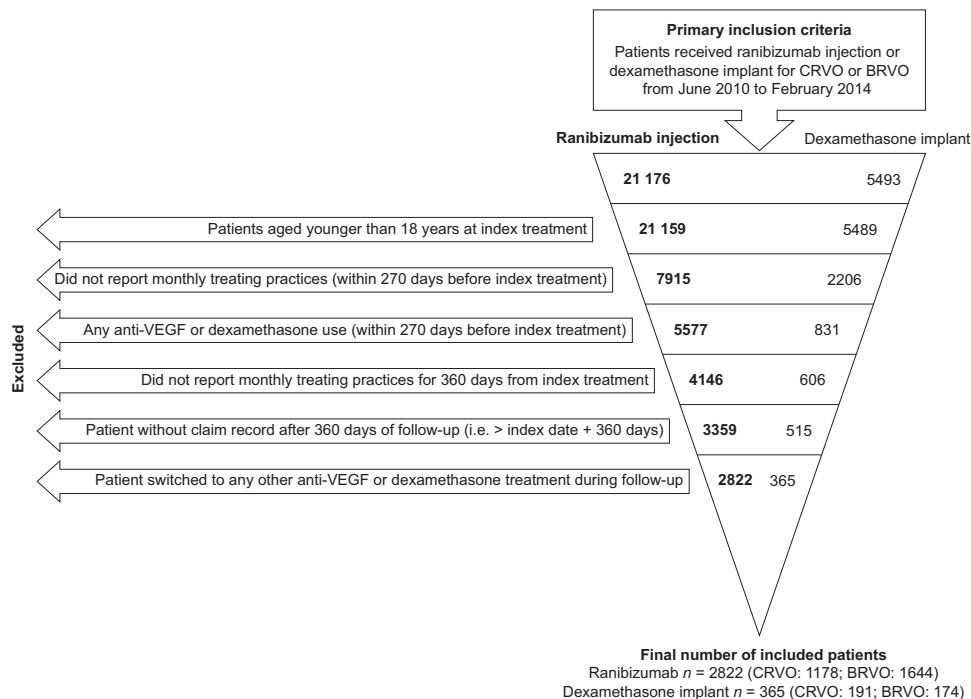 Primary inclusion criteria
Patients received ranibizumab injection or
dexamethasone implant for CRVO or BRVO
from June 2010 to February 2014
Ranibizumab injection Dexamethasone implant
21 176 5493
Patients aged younger than 18 years at index treatment 21 159 5489
Did not report monthly treating practices (within 270 days before index treatment) 7915 2206
Any anti-VEGF or dexamethasone use (within 270 days before index treatment) 5577 831
Excluded
Did not report monthly treating practices for 360 days from index treatment 4146 606
Patient without claim record after 360 days of follow-up (i.e. > index date + 360 days) 3359 515
Patient switched to any other anti-VEGF or dexamethasone treatment during follow-up 2822 365
Final number of included patients
Ranibizumab n = 2822 (CRVO: 1178; BRVO: 1644)
Dexamethasone implant n = 365 (CRVO: 191; BRVO: 174)